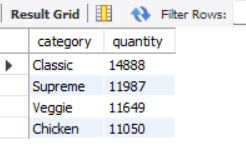 Result Grid Filter Rows:
category quantity
Classic 14888
Supreme 11987
Veggie 11649
Chicken 11050